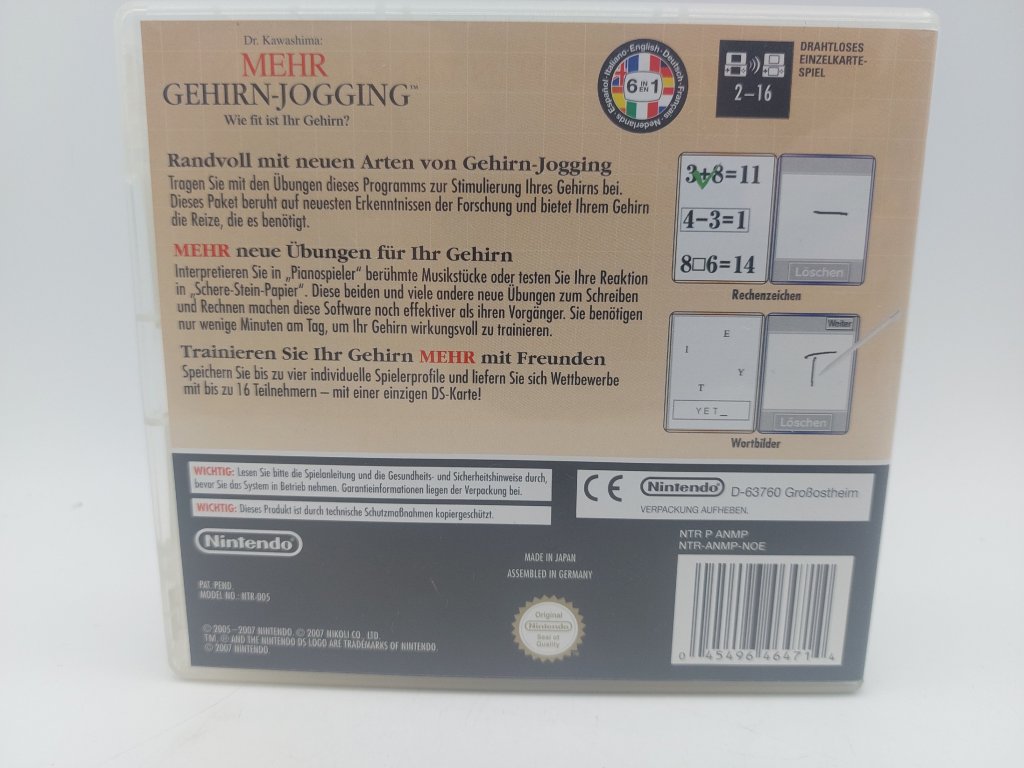 Dr. Kawashima:
MEHR
GEHIRN-JOGGING™
Wie fit ist Ihr Gehirn?
Español · Italiano · English · Deutsch · Français · Nederlands
6 IN EN 1
2–16
DRAHTLOSES
EINZELKARTE-
SPIEL
Randvoll mit neuen Arten von Gehirn-Jogging
Tragen Sie mit den Übungen dieses Programms zur Stimulierung Ihres Gehirns bei.
Dieses Paket beruht auf neuesten Erkenntnissen der Forschung und bietet Ihrem Gehirn
die Reize, die es benötigt.
MEHR neue Übungen für Ihr Gehirn
Interpretieren Sie in „Pianospieler“ berühmte Musikstücke oder testen Sie Ihre Reaktion
in „Schere-Stein-Papier“. Diese beiden und viele andere neue Übungen zum Schreiben
und Rechnen machen diese Software noch effektiver als ihren Vorgänger. Sie benötigen
nur wenige Minuten am Tag, um Ihr Gehirn wirkungsvoll zu trainieren.
Trainieren Sie Ihr Gehirn MEHR mit Freunden
Speichern Sie bis zu vier individuelle Spielerprofile und liefern Sie sich Wettbewerbe
mit bis zu 16 Teilnehmern – mit einer einzigen DS-Karte!
3+8=11
4-3=1
8□6=14
Löschen
Rechenzeichen
E
I
Y
T
YET_
Weiter
T
Löschen
Wortbilder
WICHTIG: Lesen Sie bitte die Spielanleitung und die Gesundheits- und Sicherheitshinweise durch,
bevor Sie das System in Betrieb nehmen. Garantieinformationen liegen der Verpackung bei.
WICHTIG: Dieses Produkt ist durch technische Schutzmaßnahmen kopiergeschützt.
CE Nintendo D-63760 Großostheim
VERPACKUNG AUFHEBEN.
Nintendo
PAT. PEND.
MODEL NO.: NTR-005
© 2005–2007 NINTENDO. © 2007 NIKOLI CO., LTD.
TM, ® AND THE NINTENDO DS LOGO ARE TRADEMARKS OF NINTENDO.
© 2007 NINTENDO.
MADE IN JAPAN
ASSEMBLED IN GERMANY
Original
Nintendo
Seal of
Quality
NTR P ANMP
NTR-ANMP-NOE
0 45496 46471 4